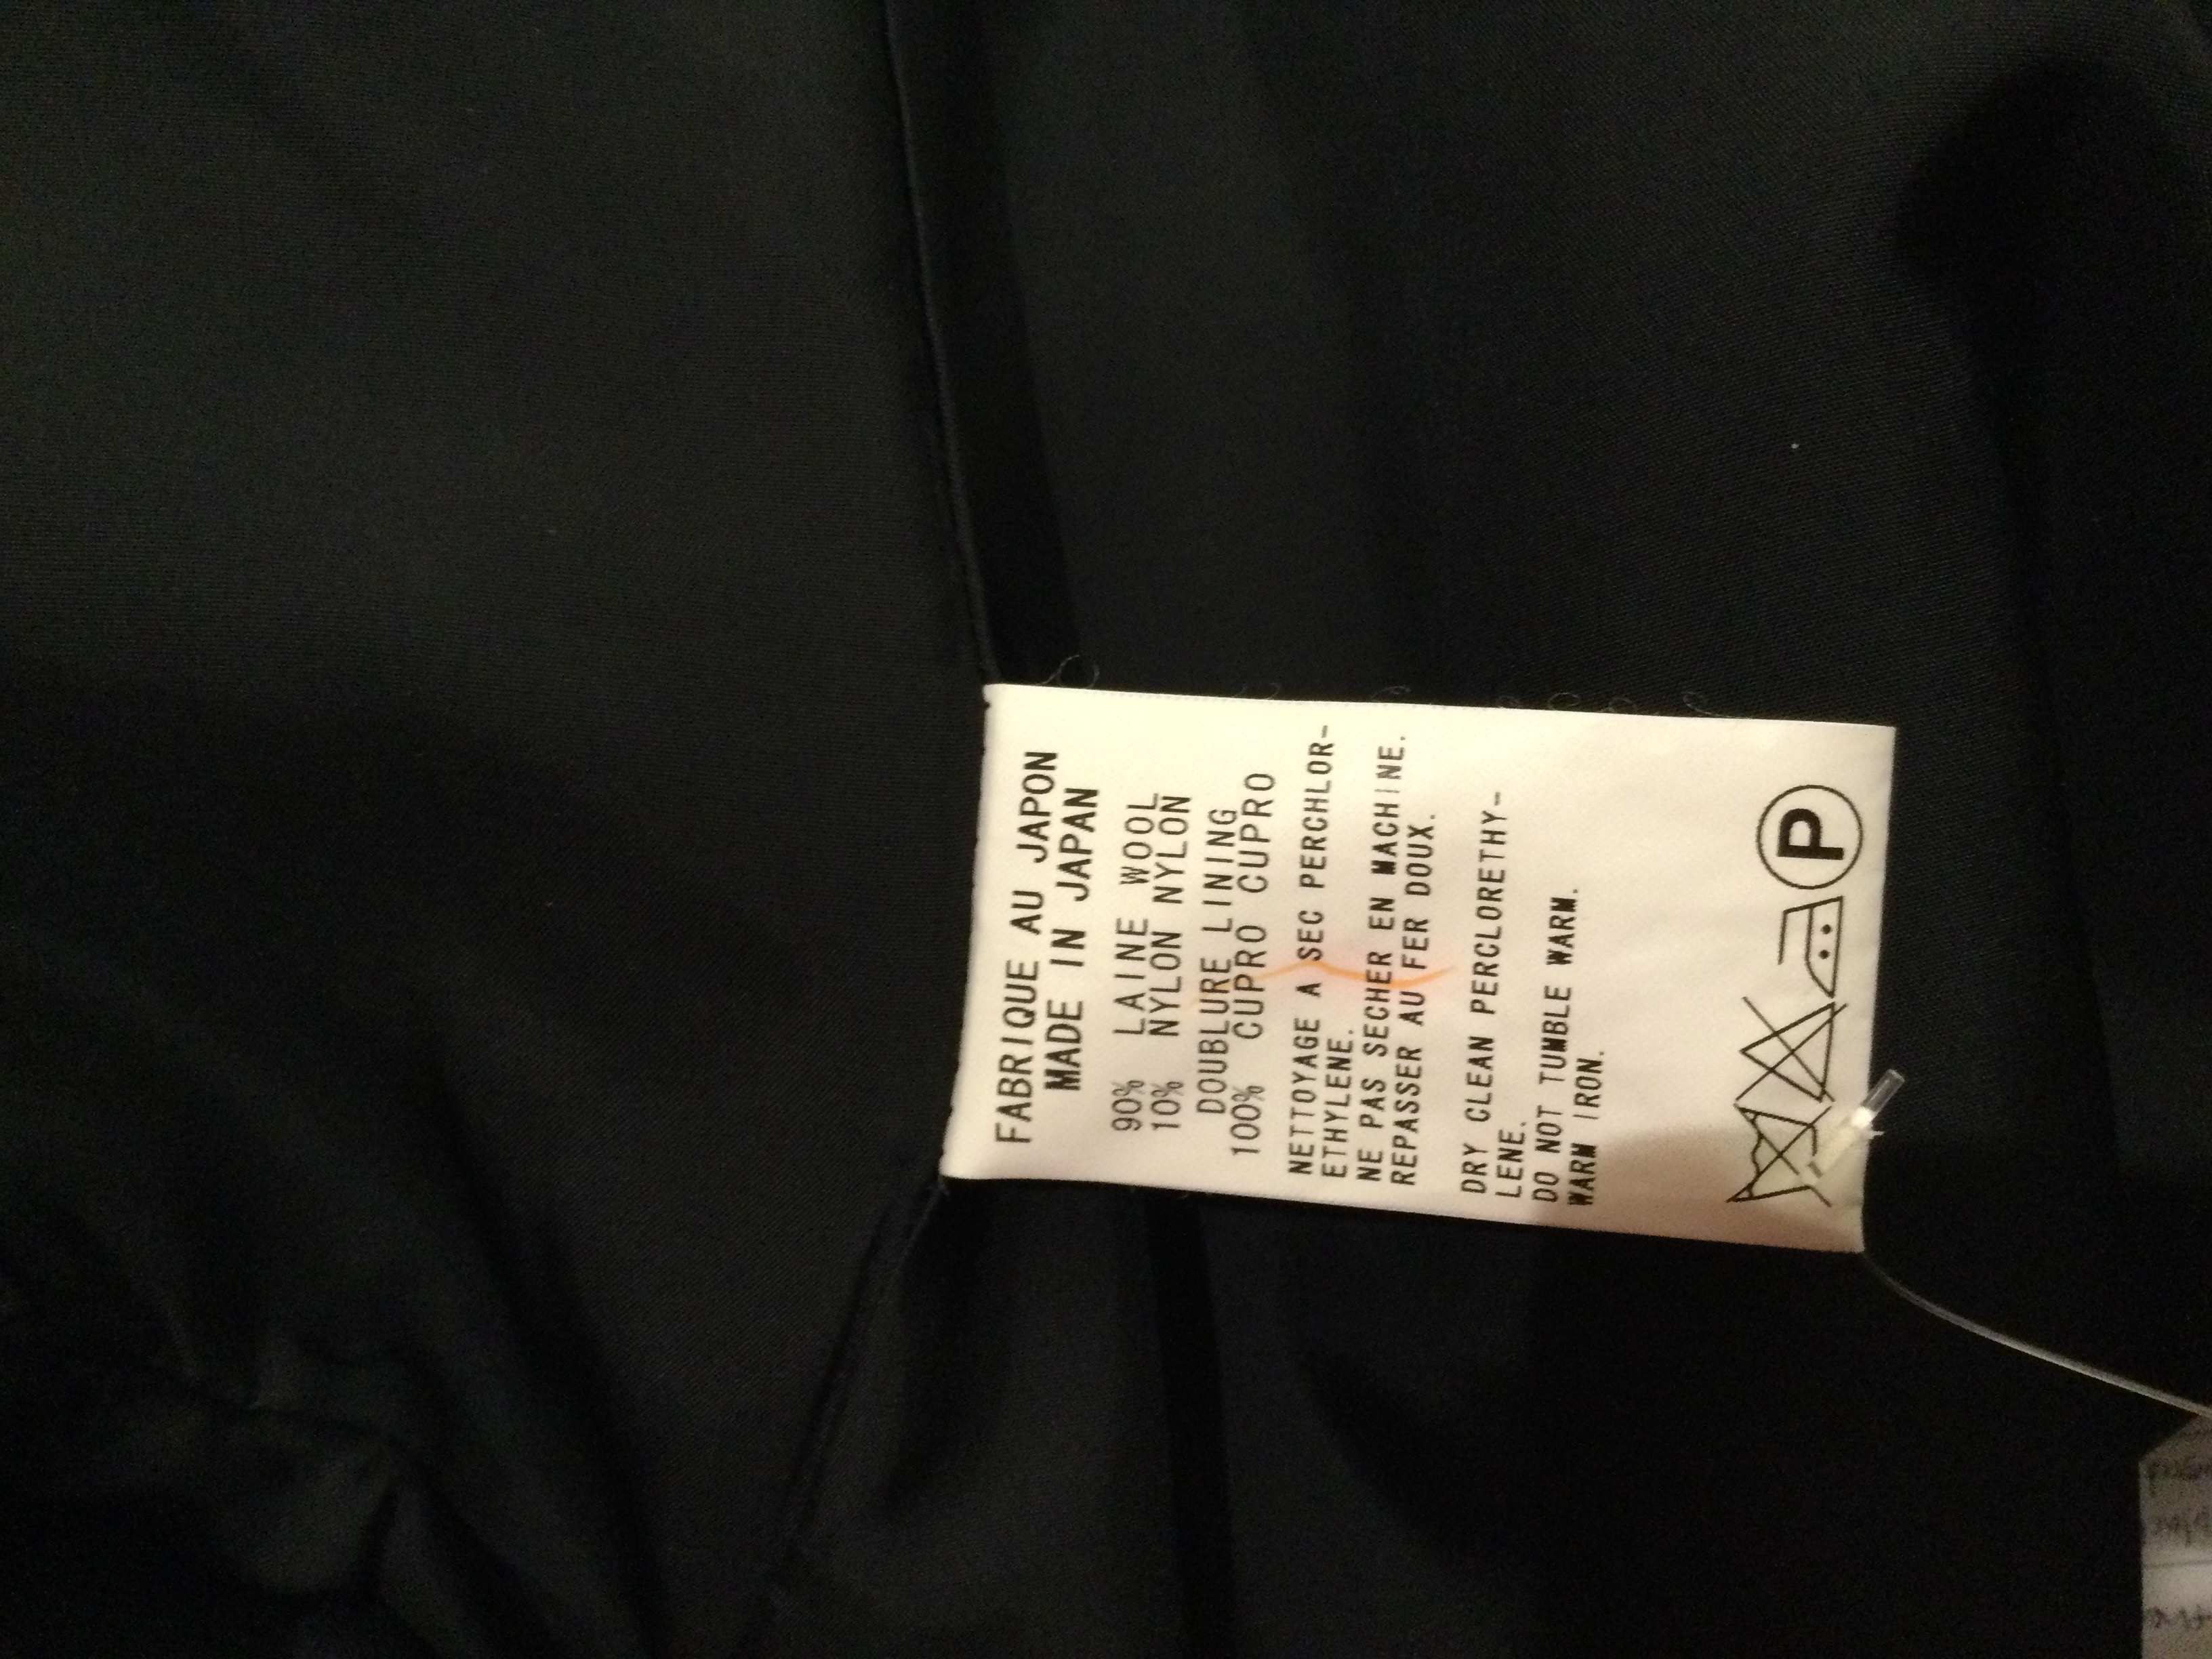 FABRIQUE AU JAPON
MADE IN JAPAN
90% LAINE WOOL
10% NYLON NYLON
DOUBLURE LINING
100% CUPRO CUPRO
NETTOYAGE A SEC PERCHLOR-
ETHYLENE.
NE PAS SECHER EN MACHINE.
REPASSER AU FER DOUX.
DRY CLEAN PERCLORETHY-
LENE.
DO NOT TUMBLE WARM.
WARM IRON.
P